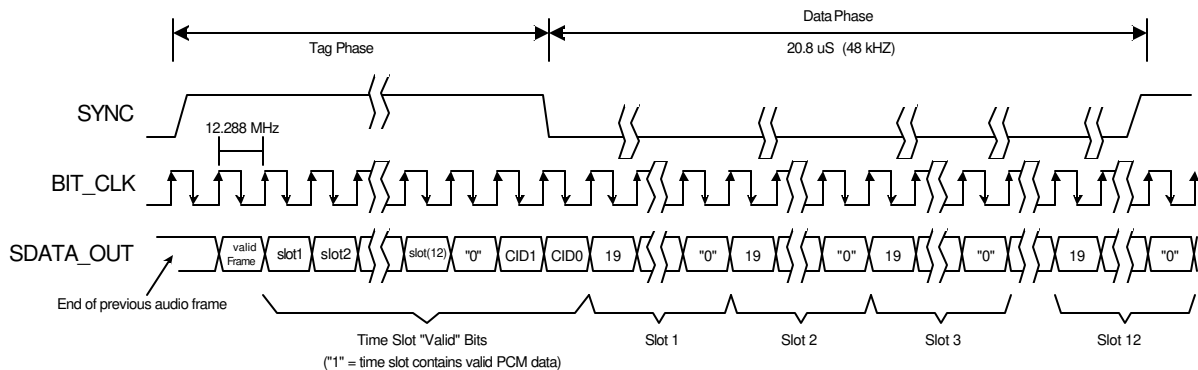 Data Phase
Tag Phase
20.8 uS (48 kHZ)
SYNC
12.288 MHz
BIT_CLK
SDATA_OUT
valid
Frame
slot1
slot2
slot(12)
"0"
CID1
CID0
19
"0"
19
"0"
19
"0"
19
"0"
End of previous audio frame
Time Slot "Valid" Bits
("1" = time slot contains valid PCM data)
Slot 1
Slot 2
Slot 3
Slot 12